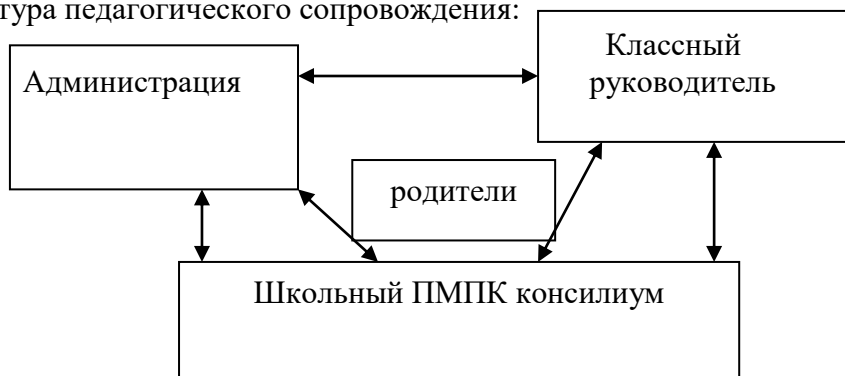 тура педагогического сопровождения:
Классный
руководитель
Администрация
родители
Школьный ПМПК консилиум